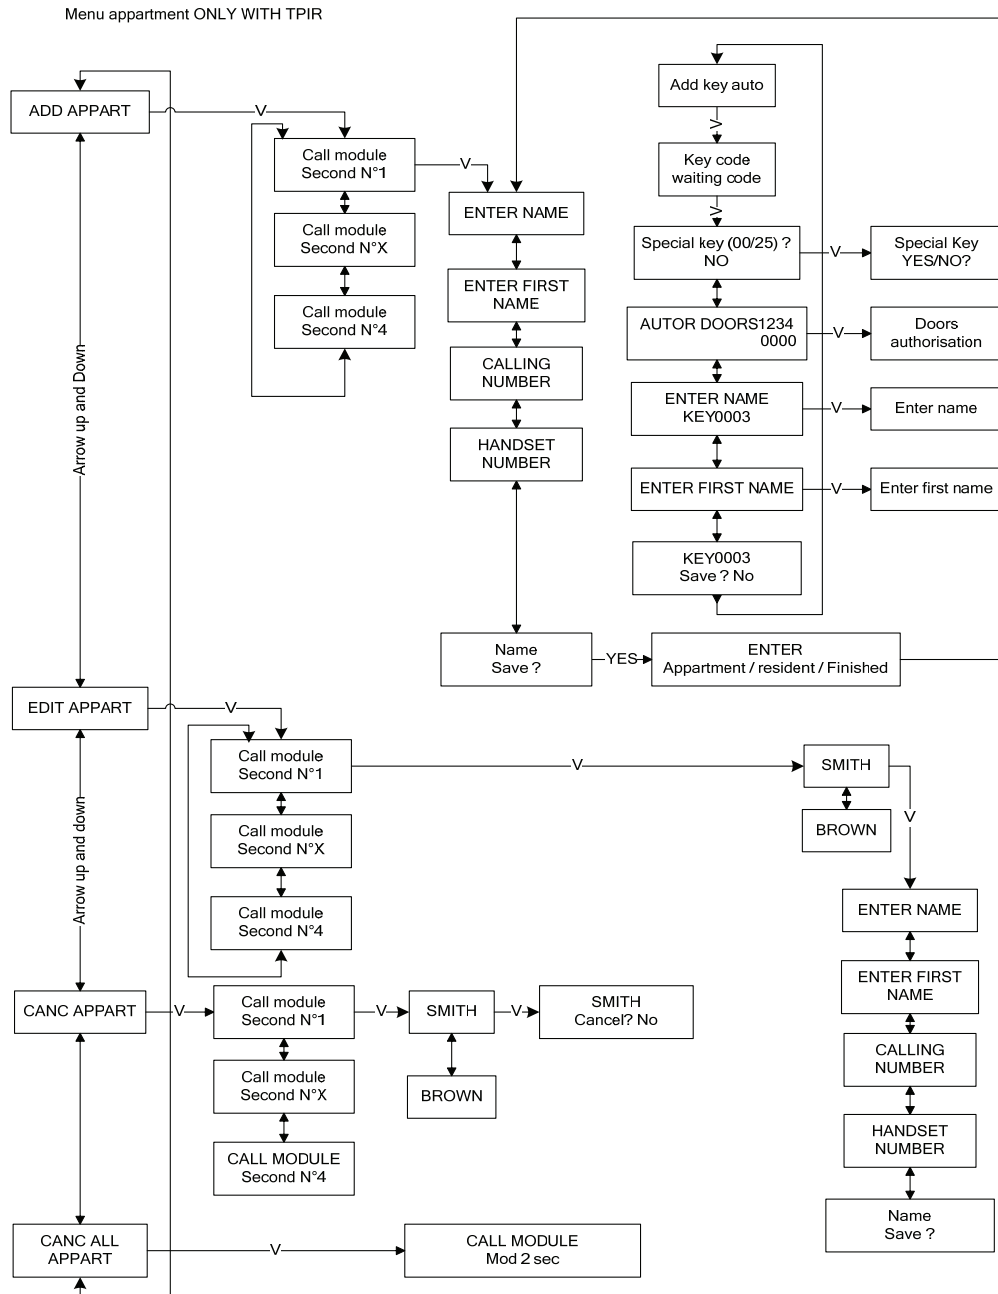 Menu appartment ONLY WITH TPIR
ADD APPART
V
Call module
Second N°1
Call module
Second N°X
Call module
Second N°4
V
ENTER NAME
ENTER FIRST
NAME
CALLING
NUMBER
HANDSET
NUMBER
Name
Save ?
YES
ENTER
Appartment / resident / Finished
Add key auto
V
Key code
waiting code
V
Special key (00/25) ?
NO
V
Special Key
YES/NO?
AUTOR DOORS1234
0000
V
Doors
authorisation
ENTER NAME
KEY0003
V
Enter name
ENTER FIRST NAME
V
Enter first name
KEY0003
Save ? No
Arrow up and Down
EDIT APPART
V
Call module
Second N°1
Call module
Second N°X
Call module
Second N°4
V
SMITH
BROWN
V
ENTER NAME
ENTER FIRST
NAME
CALLING
NUMBER
HANDSET
NUMBER
Name
Save ?
Arrow up and down
CANC APPART
V
Call module
Second N°1
Call module
Second N°X
CALL MODULE
Second N°4
V
SMITH
BROWN
V
SMITH
Cancel? No
CANC ALL
APPART
V
CALL MODULE
Mod 2 sec